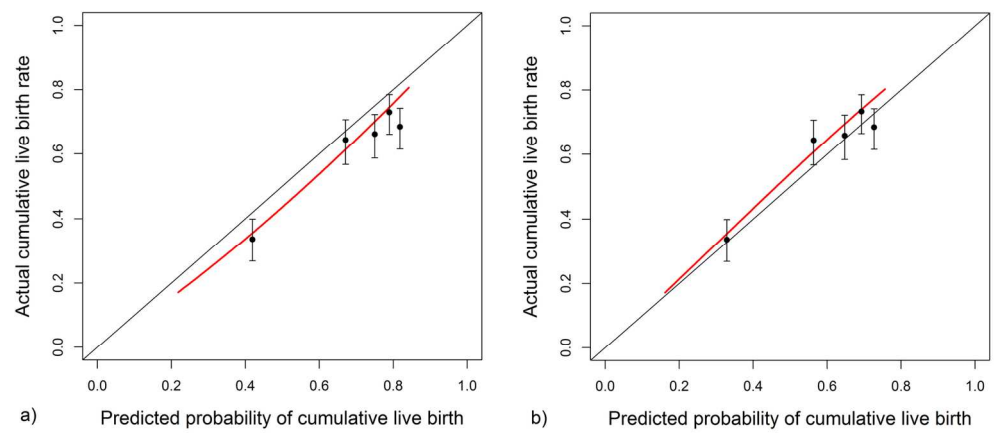 Actual cumulative live birth rate
1.0
0.8
0.6
0.4
0.2
0.0
0.0 0.2 0.4 0.6 0.8 1.0
a) Predicted probability of cumulative live birth
Actual cumulative live birth rate
1.0
0.8
0.6
0.4
0.2
0.0
0.0 0.2 0.4 0.6 0.8 1.0
b) Predicted probability of cumulative live birth